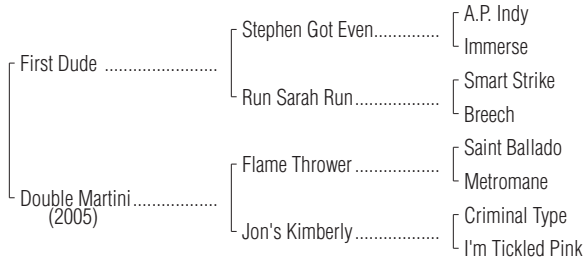 A.P. Indy
Stephen Got Even..............
Immerse
First Dude ........................
Smart Strike
Run Sarah Run..................
Breech
Saint Ballado
Flame Thrower ..................
Metromane
Double Martini..................
(2005)
Criminal Type
Jon's Kimberly..................
I'm Tickled Pink